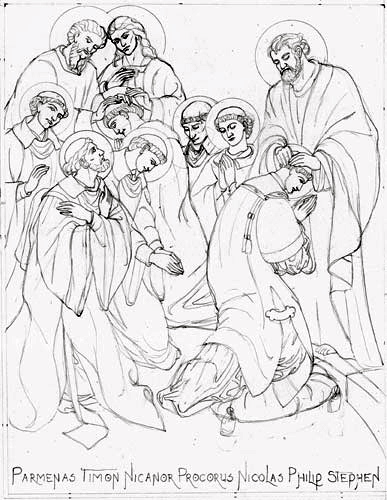 PARMENAS TIMON NICANOR PROCORUS NICOLAS PHILIP STEPHEN